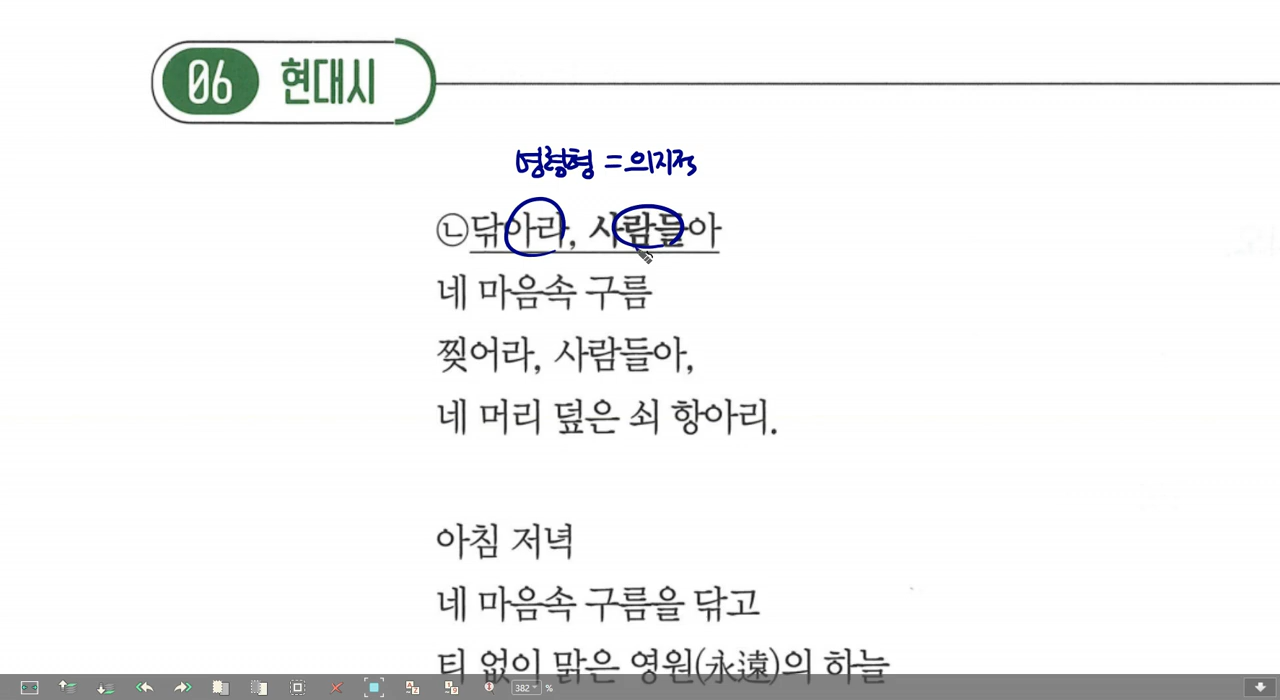 06 현대시
명령형 = 의지적
㉡닦아라, 사람들아
네 마음속 구름
찢어라, 사람들아,
네 머리 덮은 쇠 항아리.
아침 저녁
네 마음속 구름을 닦고
티 없이 맑은 영원(永遠)의 하늘
382 %